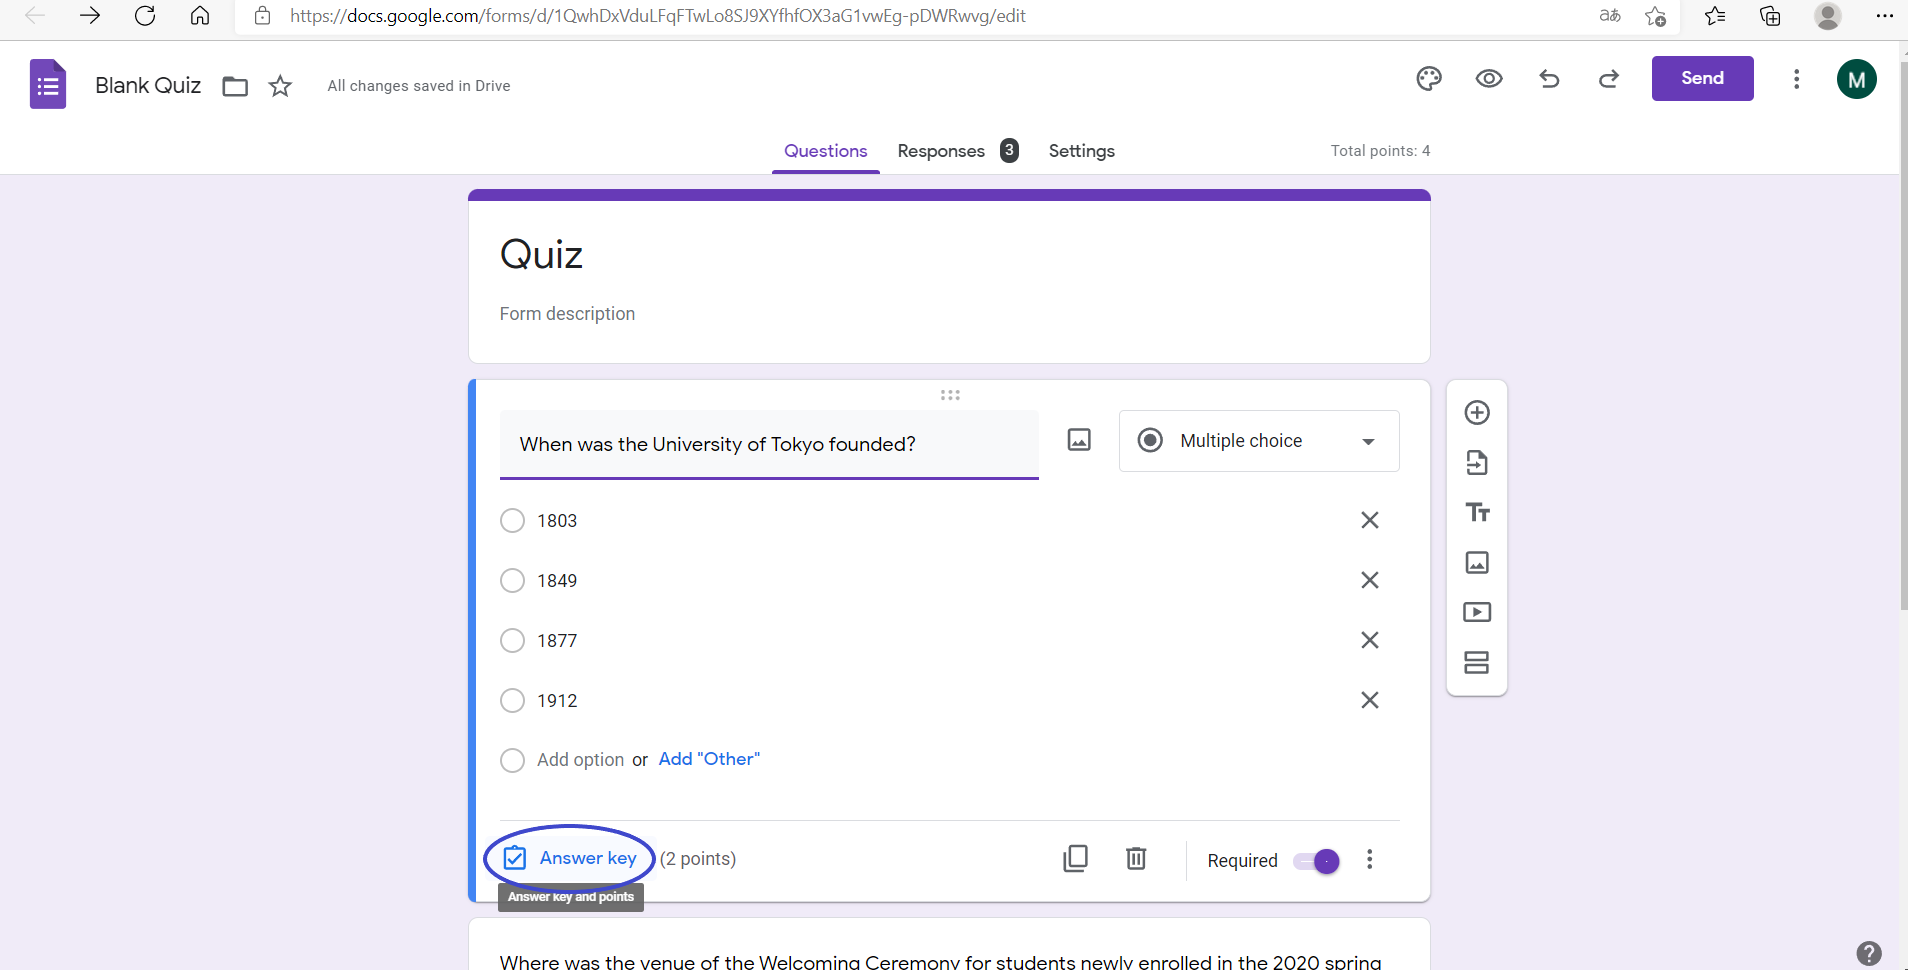 https://docs.google.com/forms/d/1QwhDxVduLFqFTwLo8SJ9XYfhfOX3aG1vwEg-pDWRwvg/edit
aあ
Blank Quiz
All changes saved in Drive
Send
M
Questions
Responses 3
Settings
Total points: 4
Quiz
Form description
When was the University of Tokyo founded?
Multiple choice
Tт
1803
1849
1877
1912
Add option or Add "Other"
Answer key (2 points)
Required
Answer key and points
Where was the venue of the Welcoming Ceremony for students newly enrolled in the 2020 spring
?